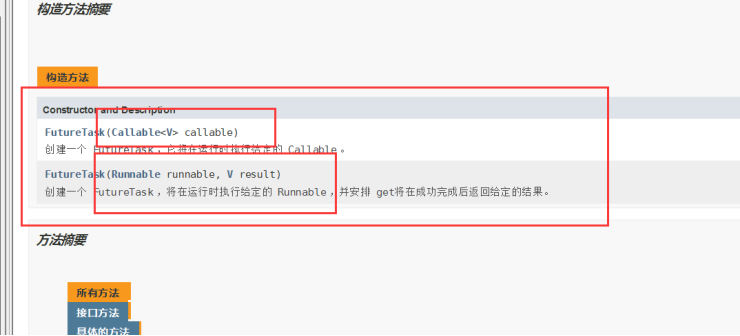 构造方法摘要
构造方法
Constructor and Description
FutureTask(Callable<V> callable)
创建一个 FutureTask，它将在运行时执行给定的 Callable 。
FutureTask(Runnable runnable, V result)
创建一个 FutureTask，将在运行时执行给定的 Runnable，并安排 get将在成功完成后返回给定的结果。
方法摘要
所有方法
接口方法
具体的方法